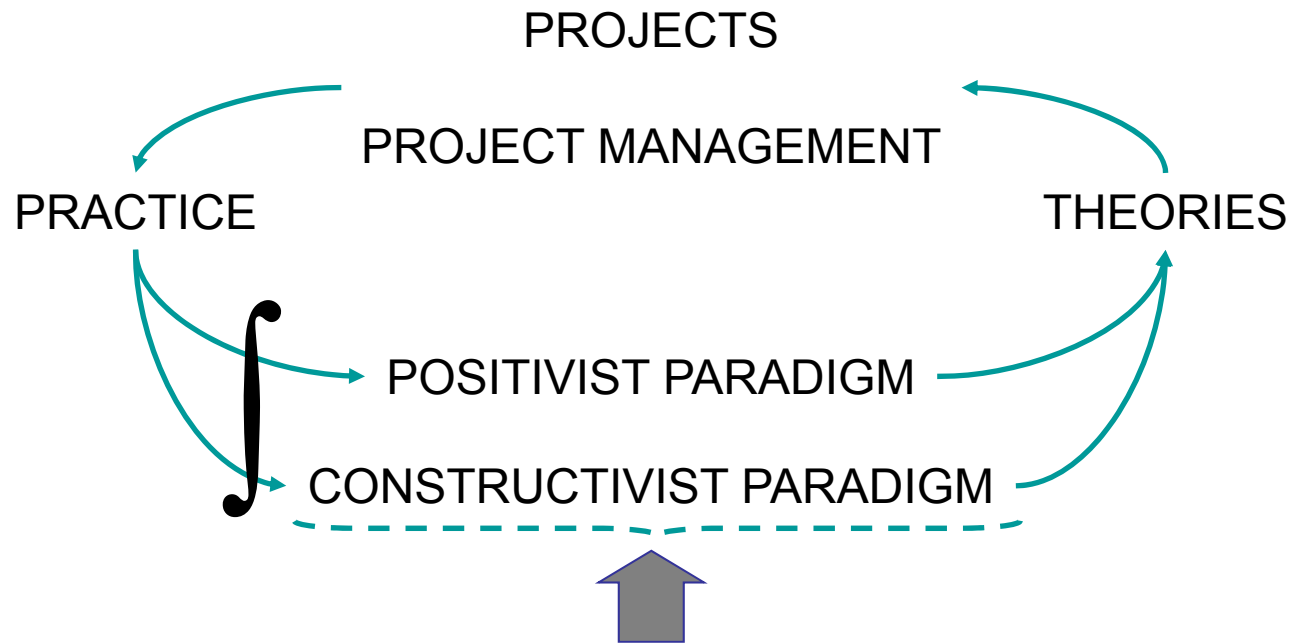 PROJECTS
PROJECT MANAGEMENT
PRACTICE
THEORIES
∫
POSITIVIST PARADIGM
CONSTRUCTIVIST PARADIGM